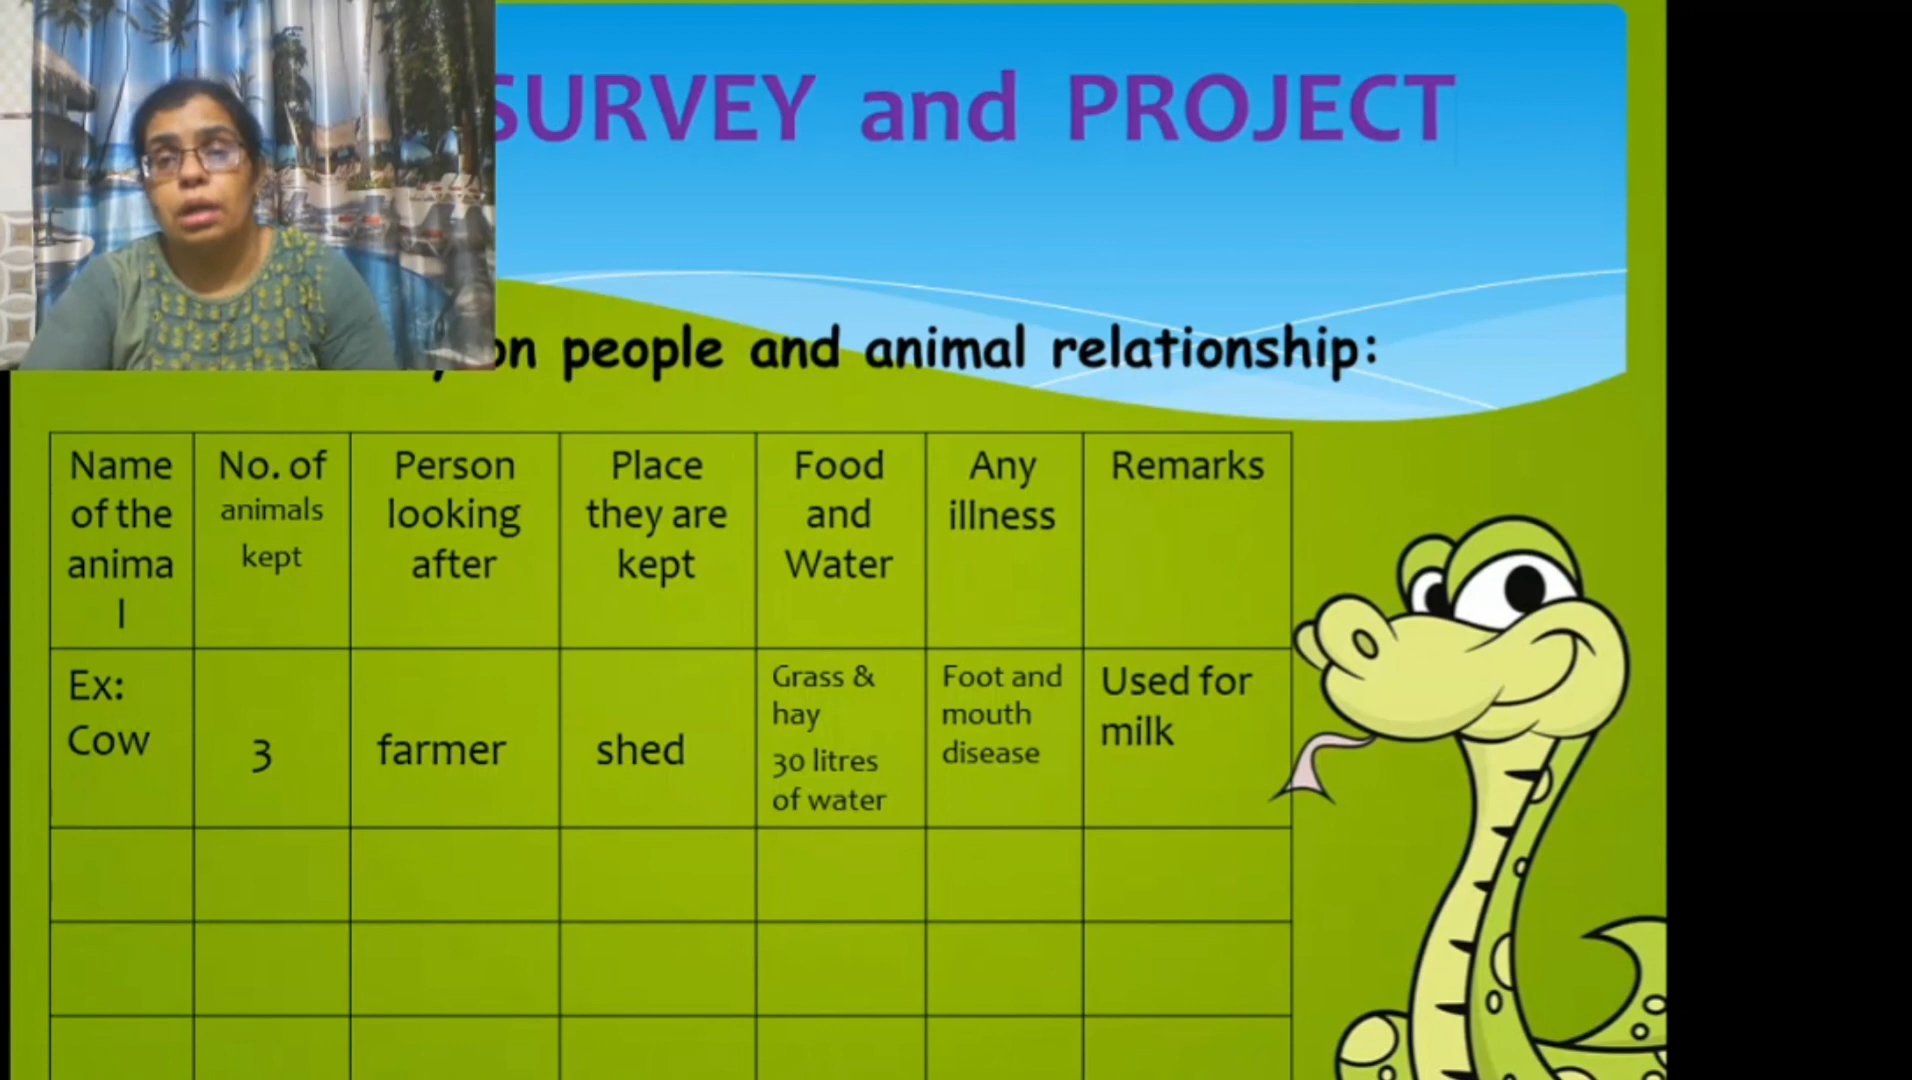 SURVEY and PROJECT
on people and animal relationship:
Name
of the
anima
l
No. of
animals
kept
Person
looking
after
Place
they are
kept
Food
and
Water
Any
illness
Remarks
Ex:
Cow
3
farmer
shed
Grass &
hay
30 litres
of water
Foot and
mouth
disease
Used for
milk